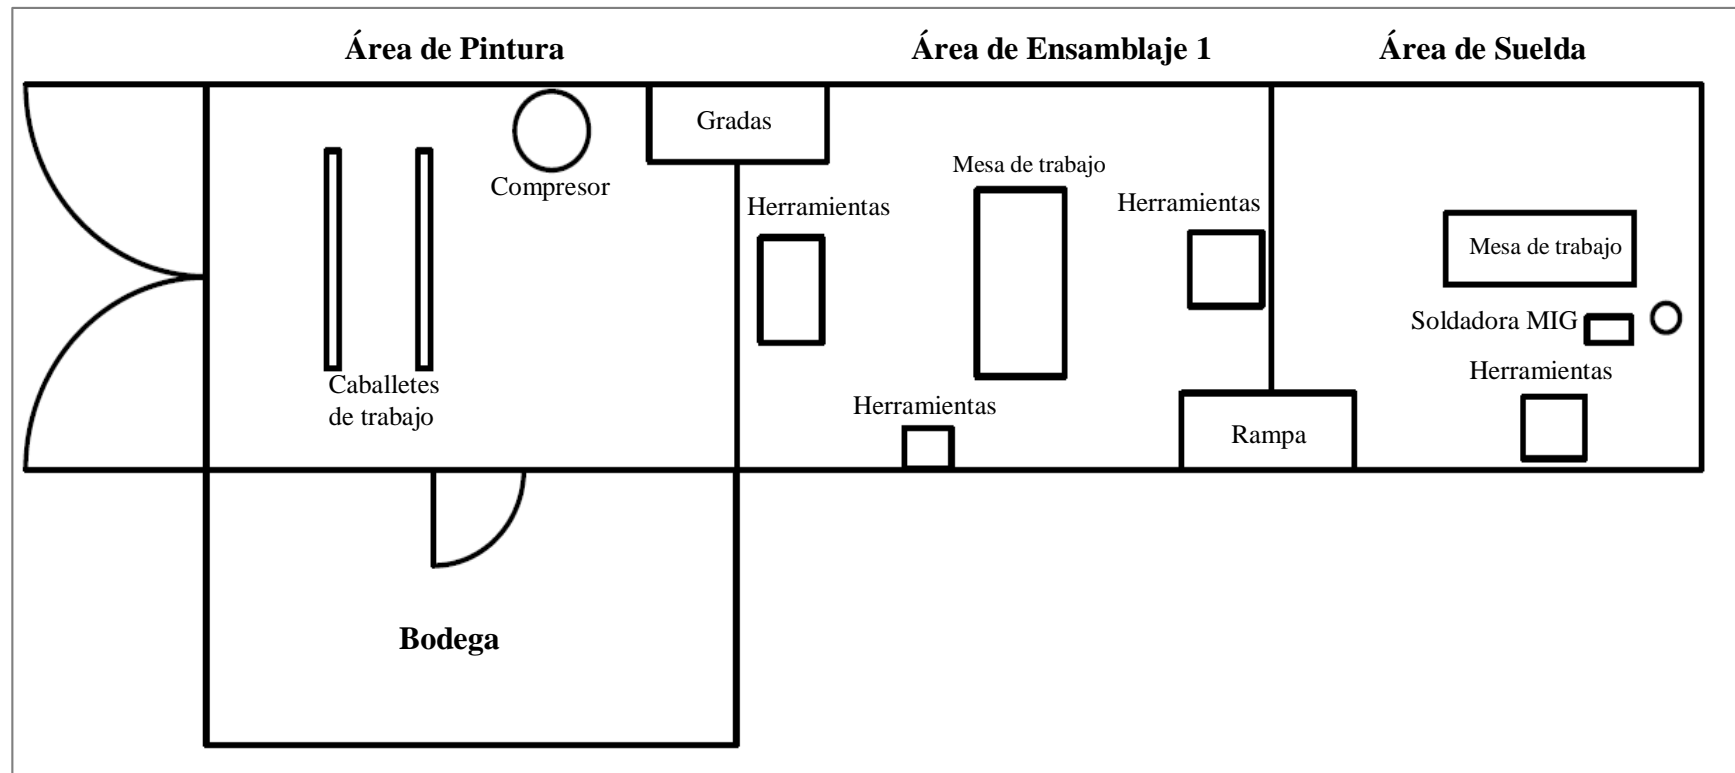 Área de Pintura
Área de Ensamblaje 1
Área de Suelda
Gradas
Compresor
Mesa de trabajo
Herramientas
Herramientas
Mesa de trabajo
Soldadora MIG
Herramientas
Caballetes
de trabajo
Herramientas
Rampa
Bodega